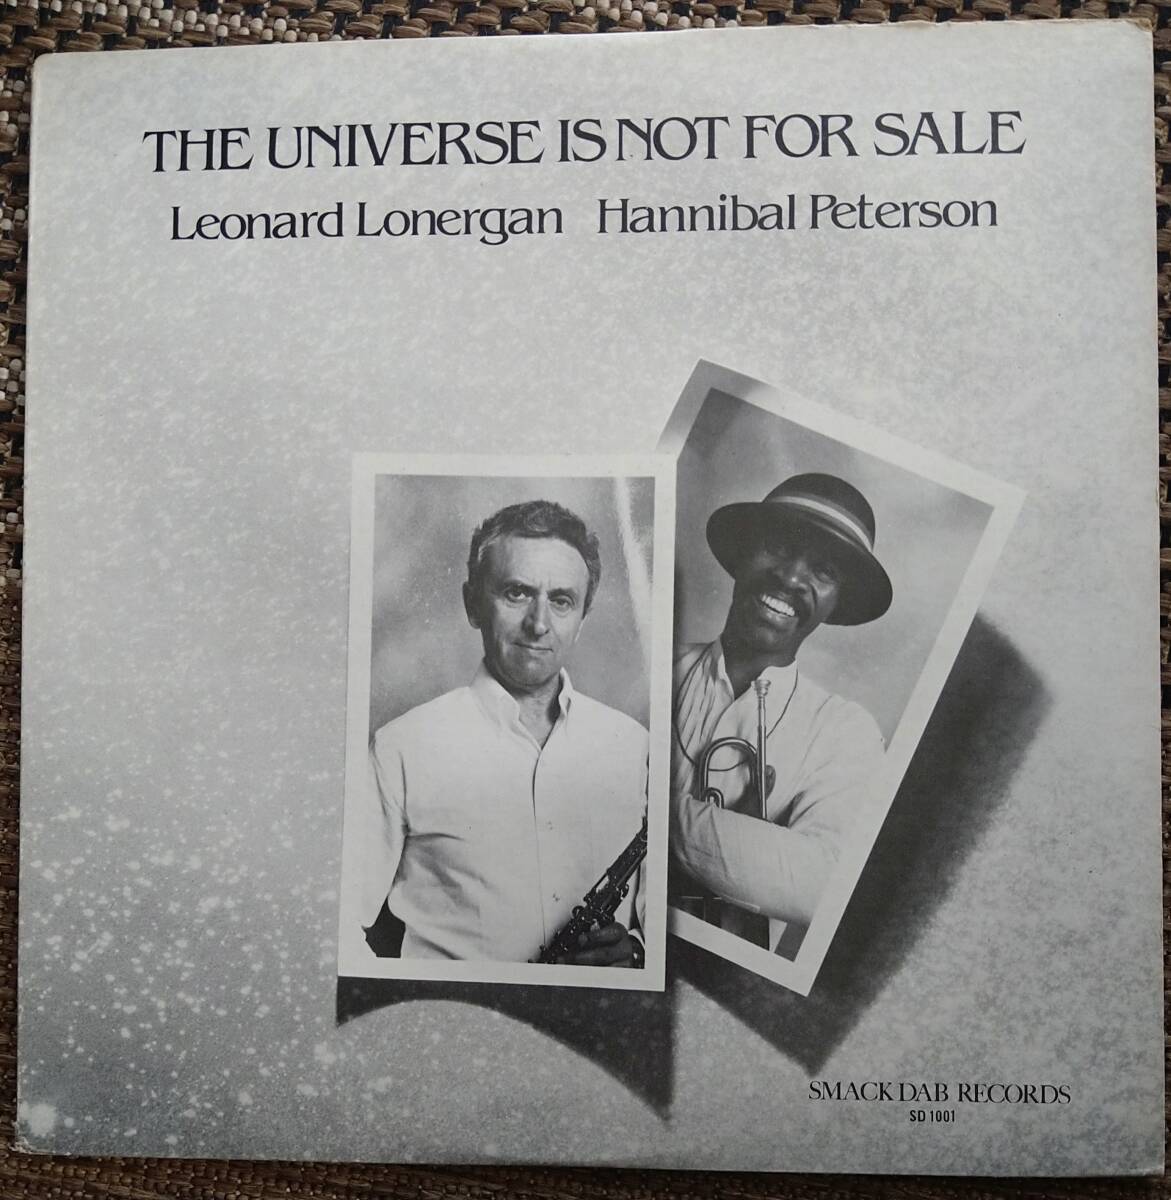 THE UNIVERSE IS NOT FOR SALE
Leonard Lonergan Hannibal Peterson
SMACK DAB RECORDS
SD 1001